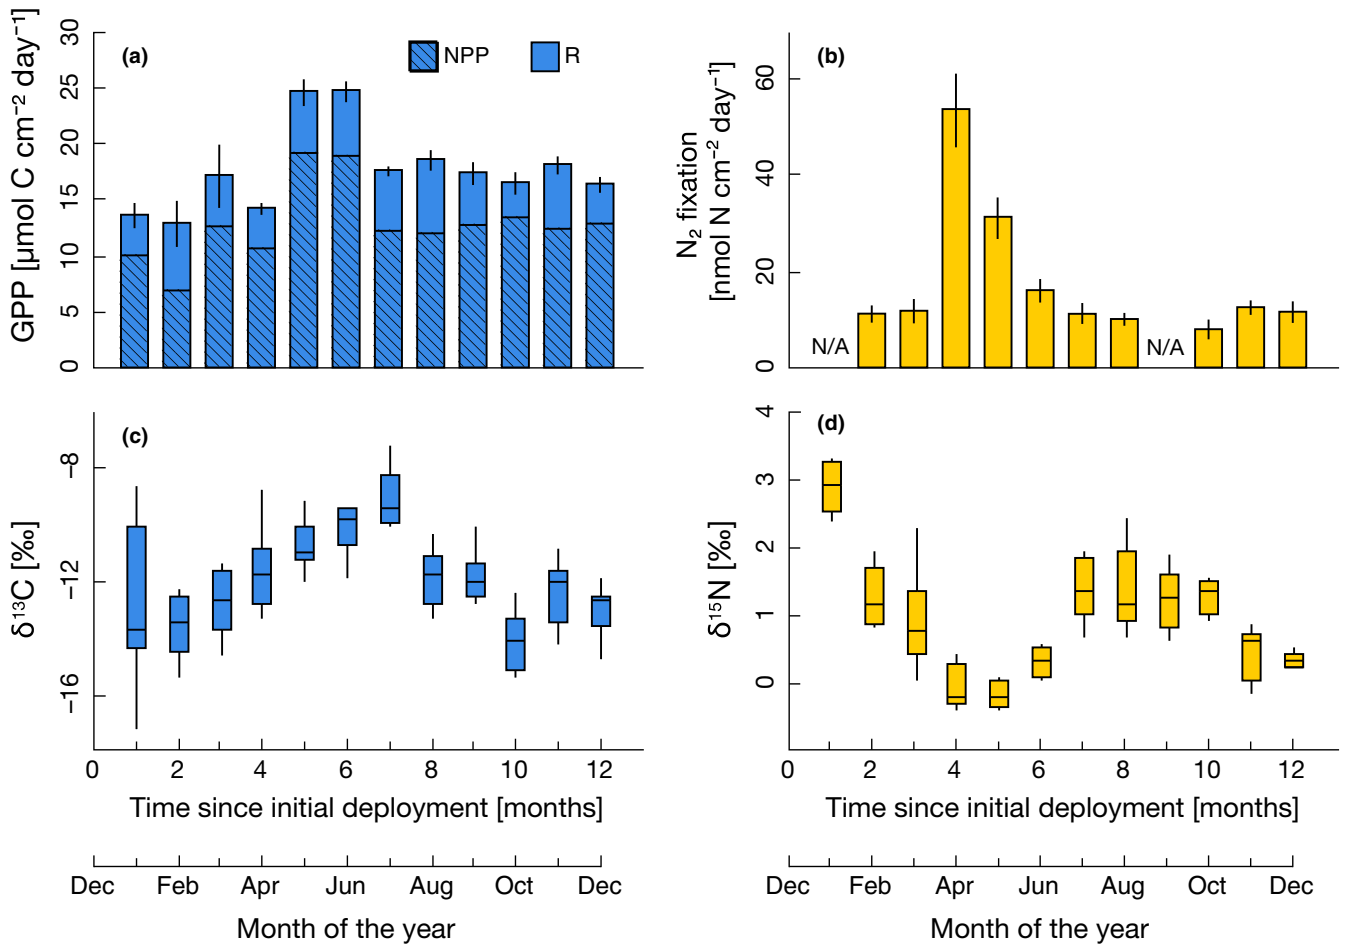 (a)
NPP
R
GPP [µmol C cm⁻² day⁻¹]
30
25
20
15
10
5
0
(b)
N₂ fixation
[nmol N cm⁻² day⁻¹]
60
40
20
0
N/A
N/A
(c)
δ¹³C [‰]
−8
−12
−16
0
2
4
6
8
10
12
Time since initial deployment [months]
Dec
Feb
Apr
Jun
Aug
Oct
Dec
Month of the year
(d)
δ¹⁵N [‰]
4
3
2
1
0
0
2
4
6
8
10
12
Time since initial deployment [months]
Dec
Feb
Apr
Jun
Aug
Oct
Dec
Month of the year